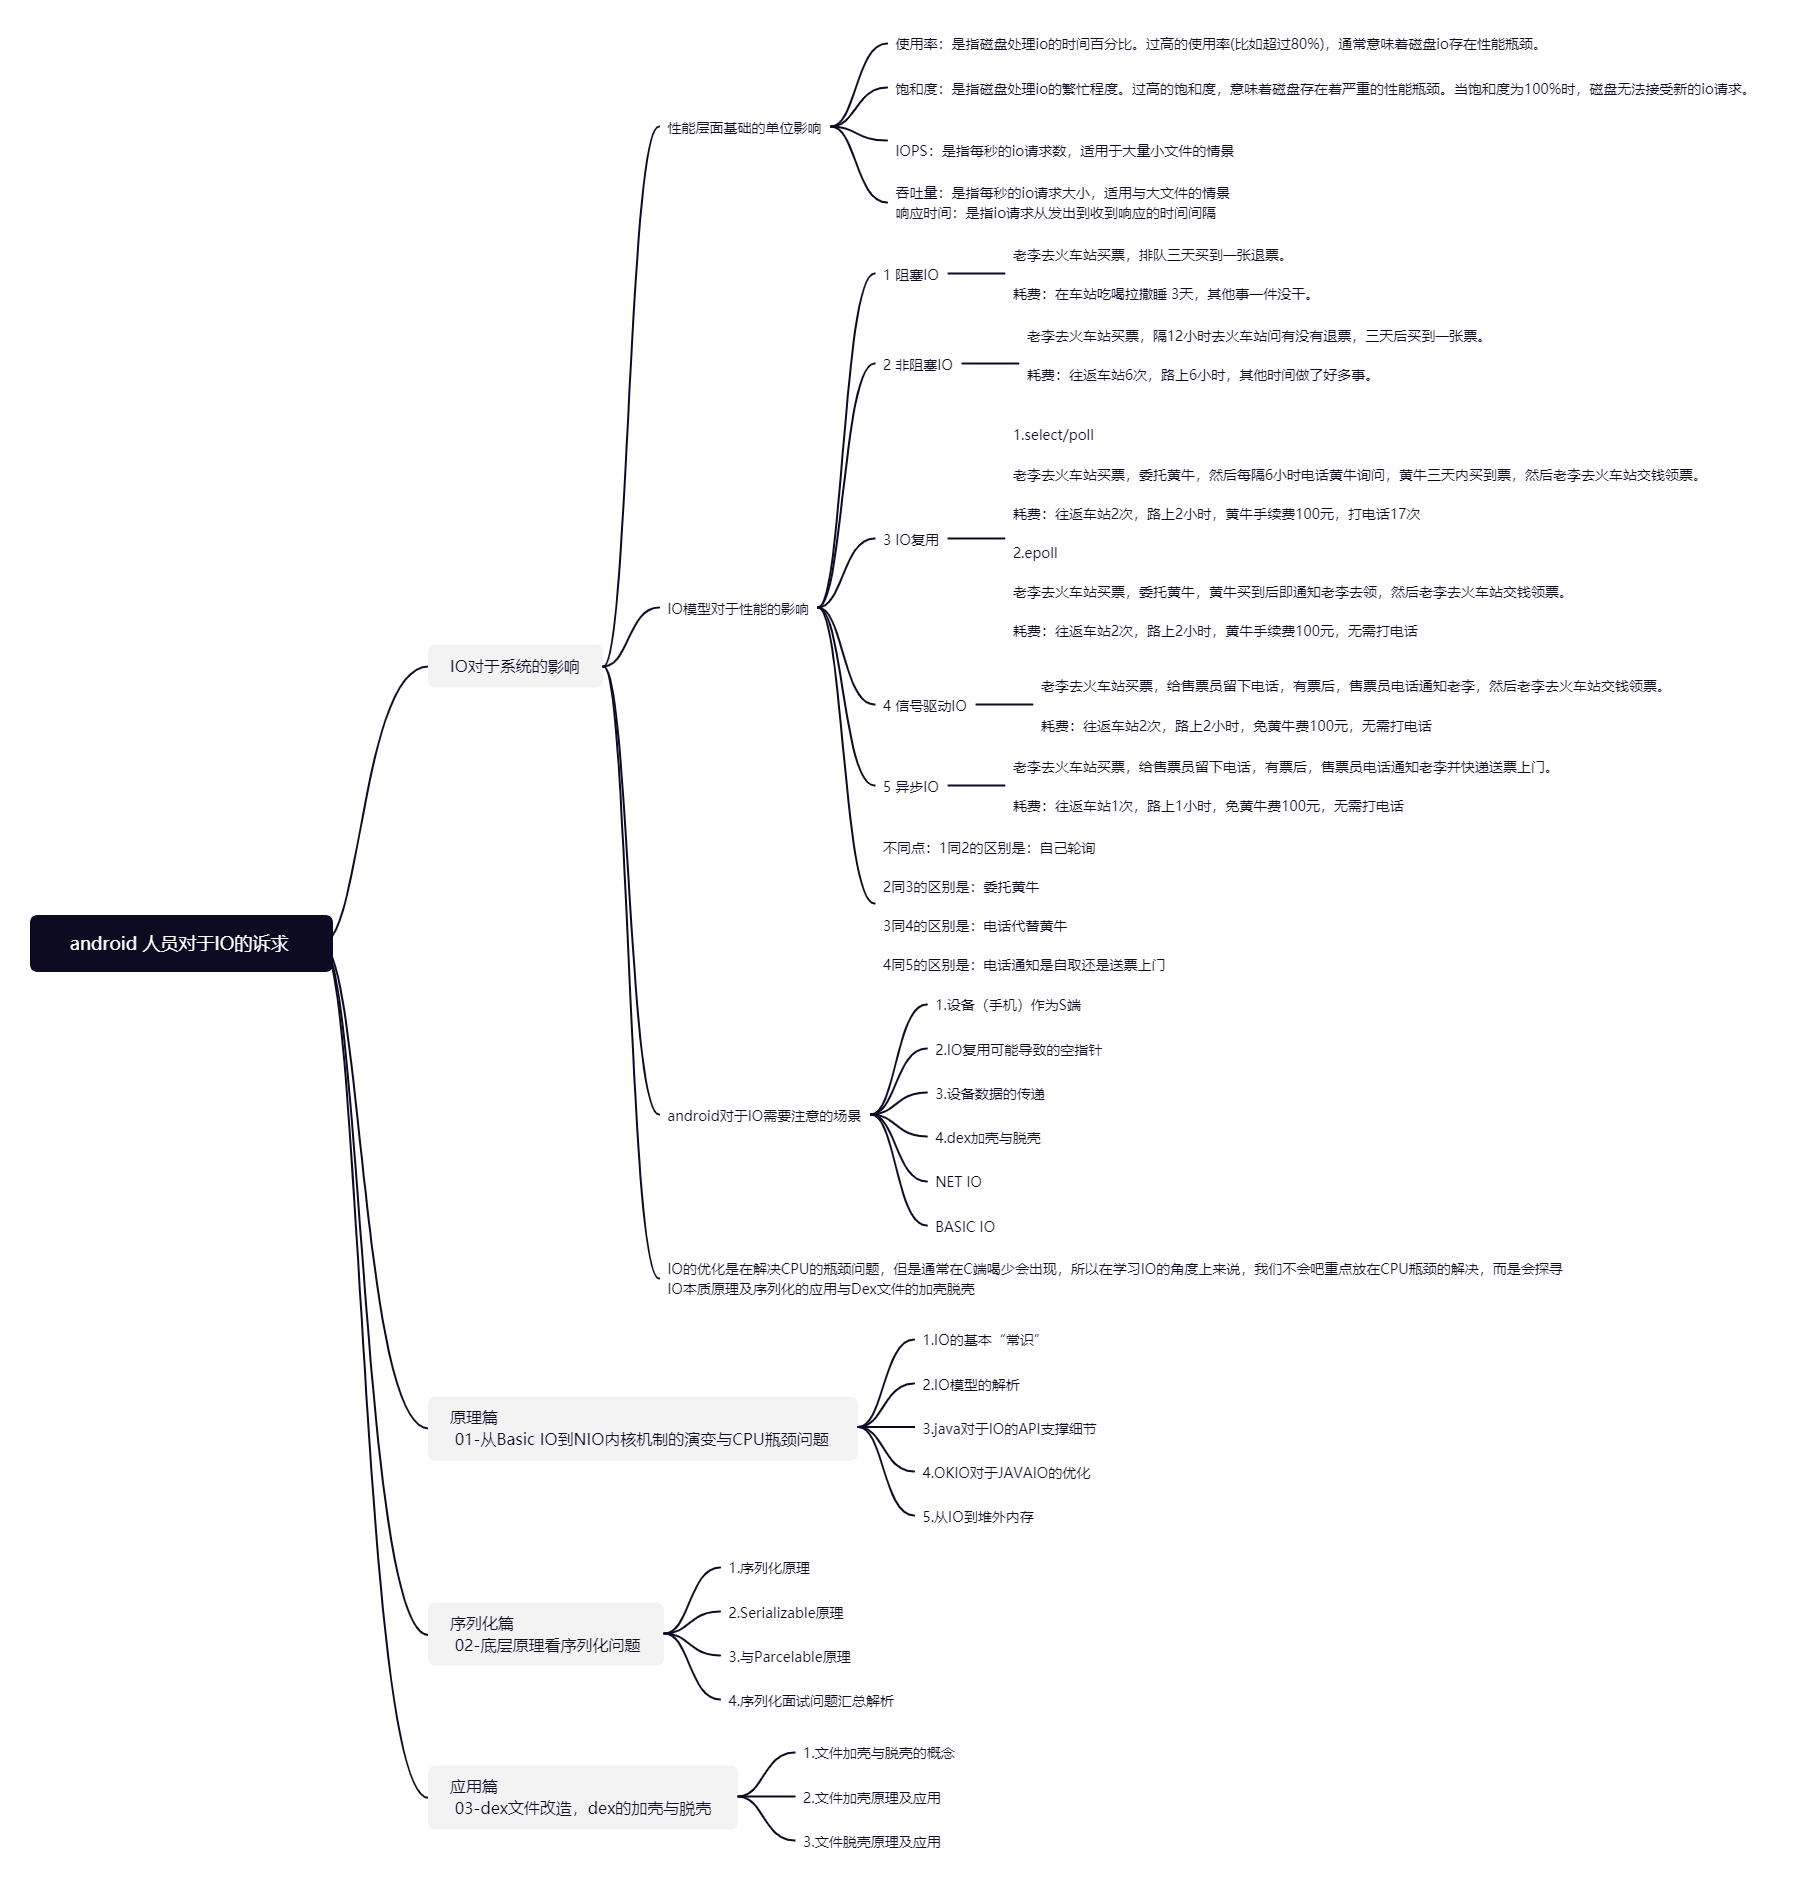 android 人员对于IO的诉求
IO对于系统的影响
性能层面基础的单位影响
使用率：是指磁盘处理io的时间百分比。过高的使用率(比如超过80%)，通常意味着磁盘io存在性能瓶颈。
饱和度：是指磁盘处理io的繁忙程度。过高的饱和度，意味着磁盘存在着严重的性能瓶颈。当饱和度为100%时，磁盘无法接受新的io请求。
IOPS：是指每秒的io请求数，适用于大量小文件的情景
吞吐量：是指每秒的io请求大小，适用与大文件的情景
响应时间：是指io请求从发出到收到响应的时间间隔
IO模型对于性能的影响
1 阻塞IO
老李去火车站买票，排队三天买到一张退票。
耗费：在车站吃喝拉撒睡 3天，其他事一件没干。
2 非阻塞IO
老李去火车站买票，隔12小时去火车站问有没有退票，三天后买到一张票。
耗费：往返车站6次，路上6小时，其他时间做了好多事。
3 IO复用
1.select/poll
老李去火车站买票，委托黄牛，然后每隔6小时电话黄牛询问，黄牛三天内买到票，然后老李去火车站交钱领票。
耗费：往返车站2次，路上2小时，黄牛手续费100元，打电话17次
2.epoll
老李去火车站买票，委托黄牛，黄牛买到后即通知老李去领，然后老李去火车站交钱领票。
耗费：往返车站2次，路上2小时，黄牛手续费100元，无需打电话
4 信号驱动IO
老李去火车站买票，给售票员留下电话，有票后，售票员电话通知老李，然后老李去火车站交钱领票。
耗费：往返车站2次，路上2小时，免黄牛费100元，无需打电话
5 异步IO
老李去火车站买票，给售票员留下电话，有票后，售票员电话通知老李并快递送票上门。
耗费：往返车站1次，路上1小时，免黄牛费100元，无需打电话
不同点：1同2的区别是：自己轮询
2同3的区别是：委托黄牛
3同4的区别是：电话代替黄牛
4同5的区别是：电话通知是自取还是送票上门
android对于IO需要注意的场景
1.设备（手机）作为S端
2.IO复用可能导致的空指针
3.设备数据的传递
4.dex加壳与脱壳
NET IO
BASIC IO
IO的优化是在解决CPU的瓶颈问题，但是通常在C端喝少会出现，所以在学习IO的角度上来说，我们不会吧重点放在CPU瓶颈的解决，而是会探寻
IO本质原理及序列化的应用与Dex文件的加壳脱壳
原理篇
01-从Basic IO到NIO内核机制的演变与CPU瓶颈问题
1.IO的基本“常识”
2.IO模型的解析
3.java对于IO的API支撑细节
4.OKIO对于JAVAIO的优化
5.从IO到堆外内存
序列化篇
02-底层原理看序列化问题
1.序列化原理
2.Serializable原理
3.与Parcelable原理
4.序列化面试问题汇总解析
应用篇
03-dex文件改造，dex的加壳与脱壳
1.文件加壳与脱壳的概念
2.文件加壳原理及应用
3.文件脱壳原理及应用